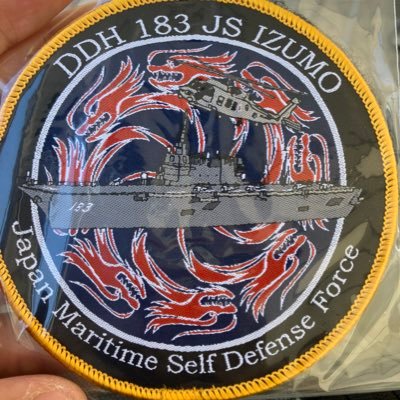 DDH 183 JS IZUMO
183
Japan Maritime Self Defense Force